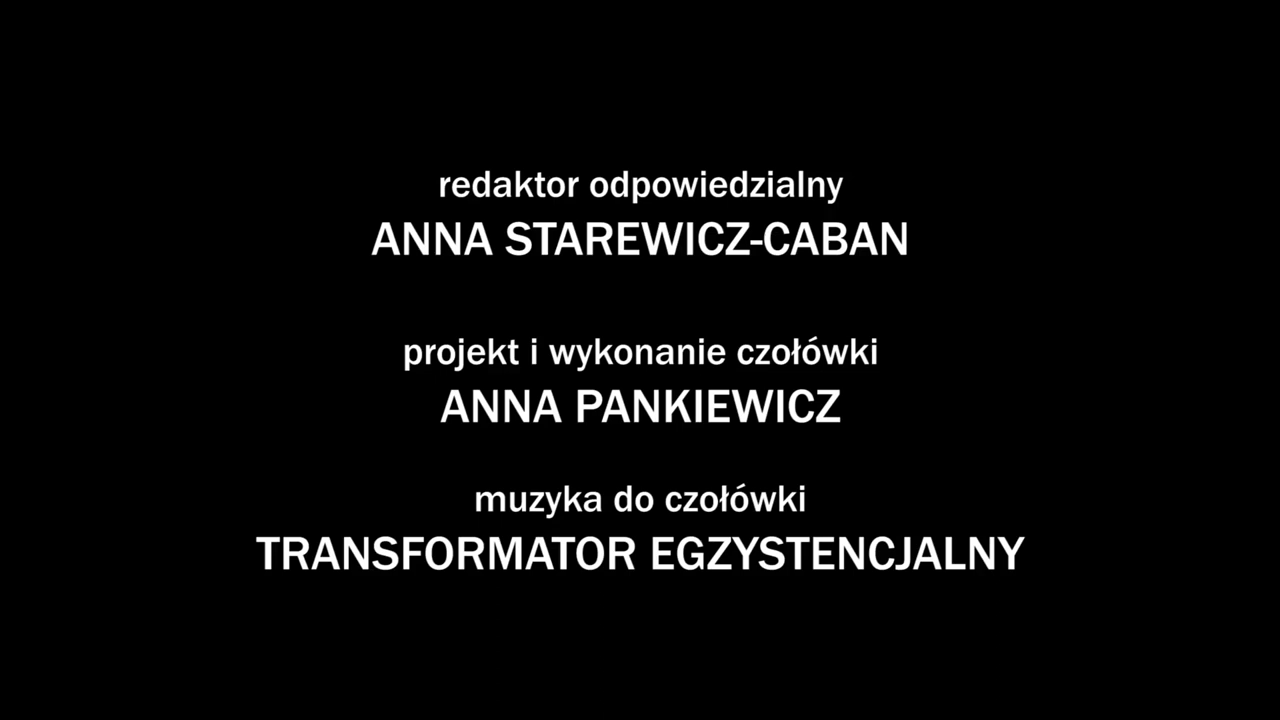 redaktor odpowiedzialny
ANNA STAREWICZ-CABAN
projekt i wykonanie czołówki
ANNA PANKIEWICZ
muzyka do czołówki
TRANSFORMATOR EGZYSTENCJALNY